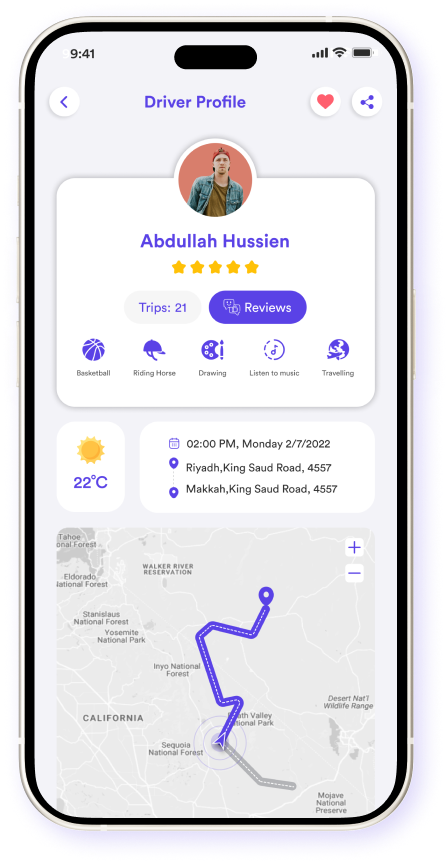 9:41
Driver Profile
Abdullah Hussien
Trips: 21
Reviews
Basketball
Riding Horse
Drawing
Listen to music
Travelling
22°C
02:00 PM, Monday 2/7/2022
Riyadh,King Saud Road, 4557
Makkah,King Saud Road, 4557
Tahoe
National Forest
Eldorado
National Forest
WALKER RIVER
RESERVATION
Stanislaus
National Forest
Yosemite
National Park
Inyo National
Forest
CALIFORNIA
Desert Nat'l
Wildlife Range
Death Valley
National Park
Sequoia
National Forest
Mojave
National
Preserve